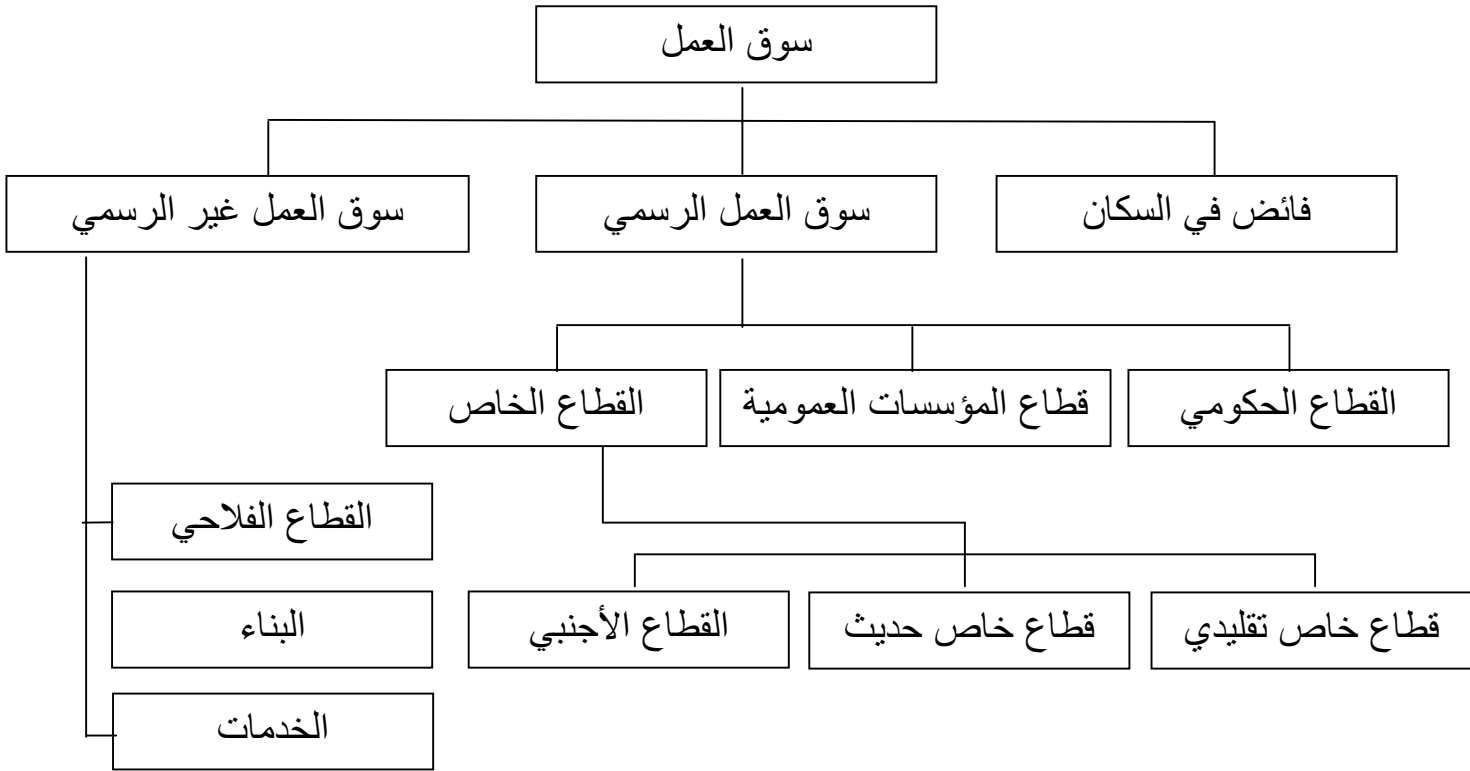 سوق العمل
فائض في السكان
سوق العمل الرسمي
سوق العمل غير الرسمي
القطاع الحكومي
قطاع المؤسسات العمومية
القطاع الخاص
القطاع الفلاحي
قطاع خاص تقليدي
قطاع خاص حديث
القطاع الأجنبي
البناء
الخدمات